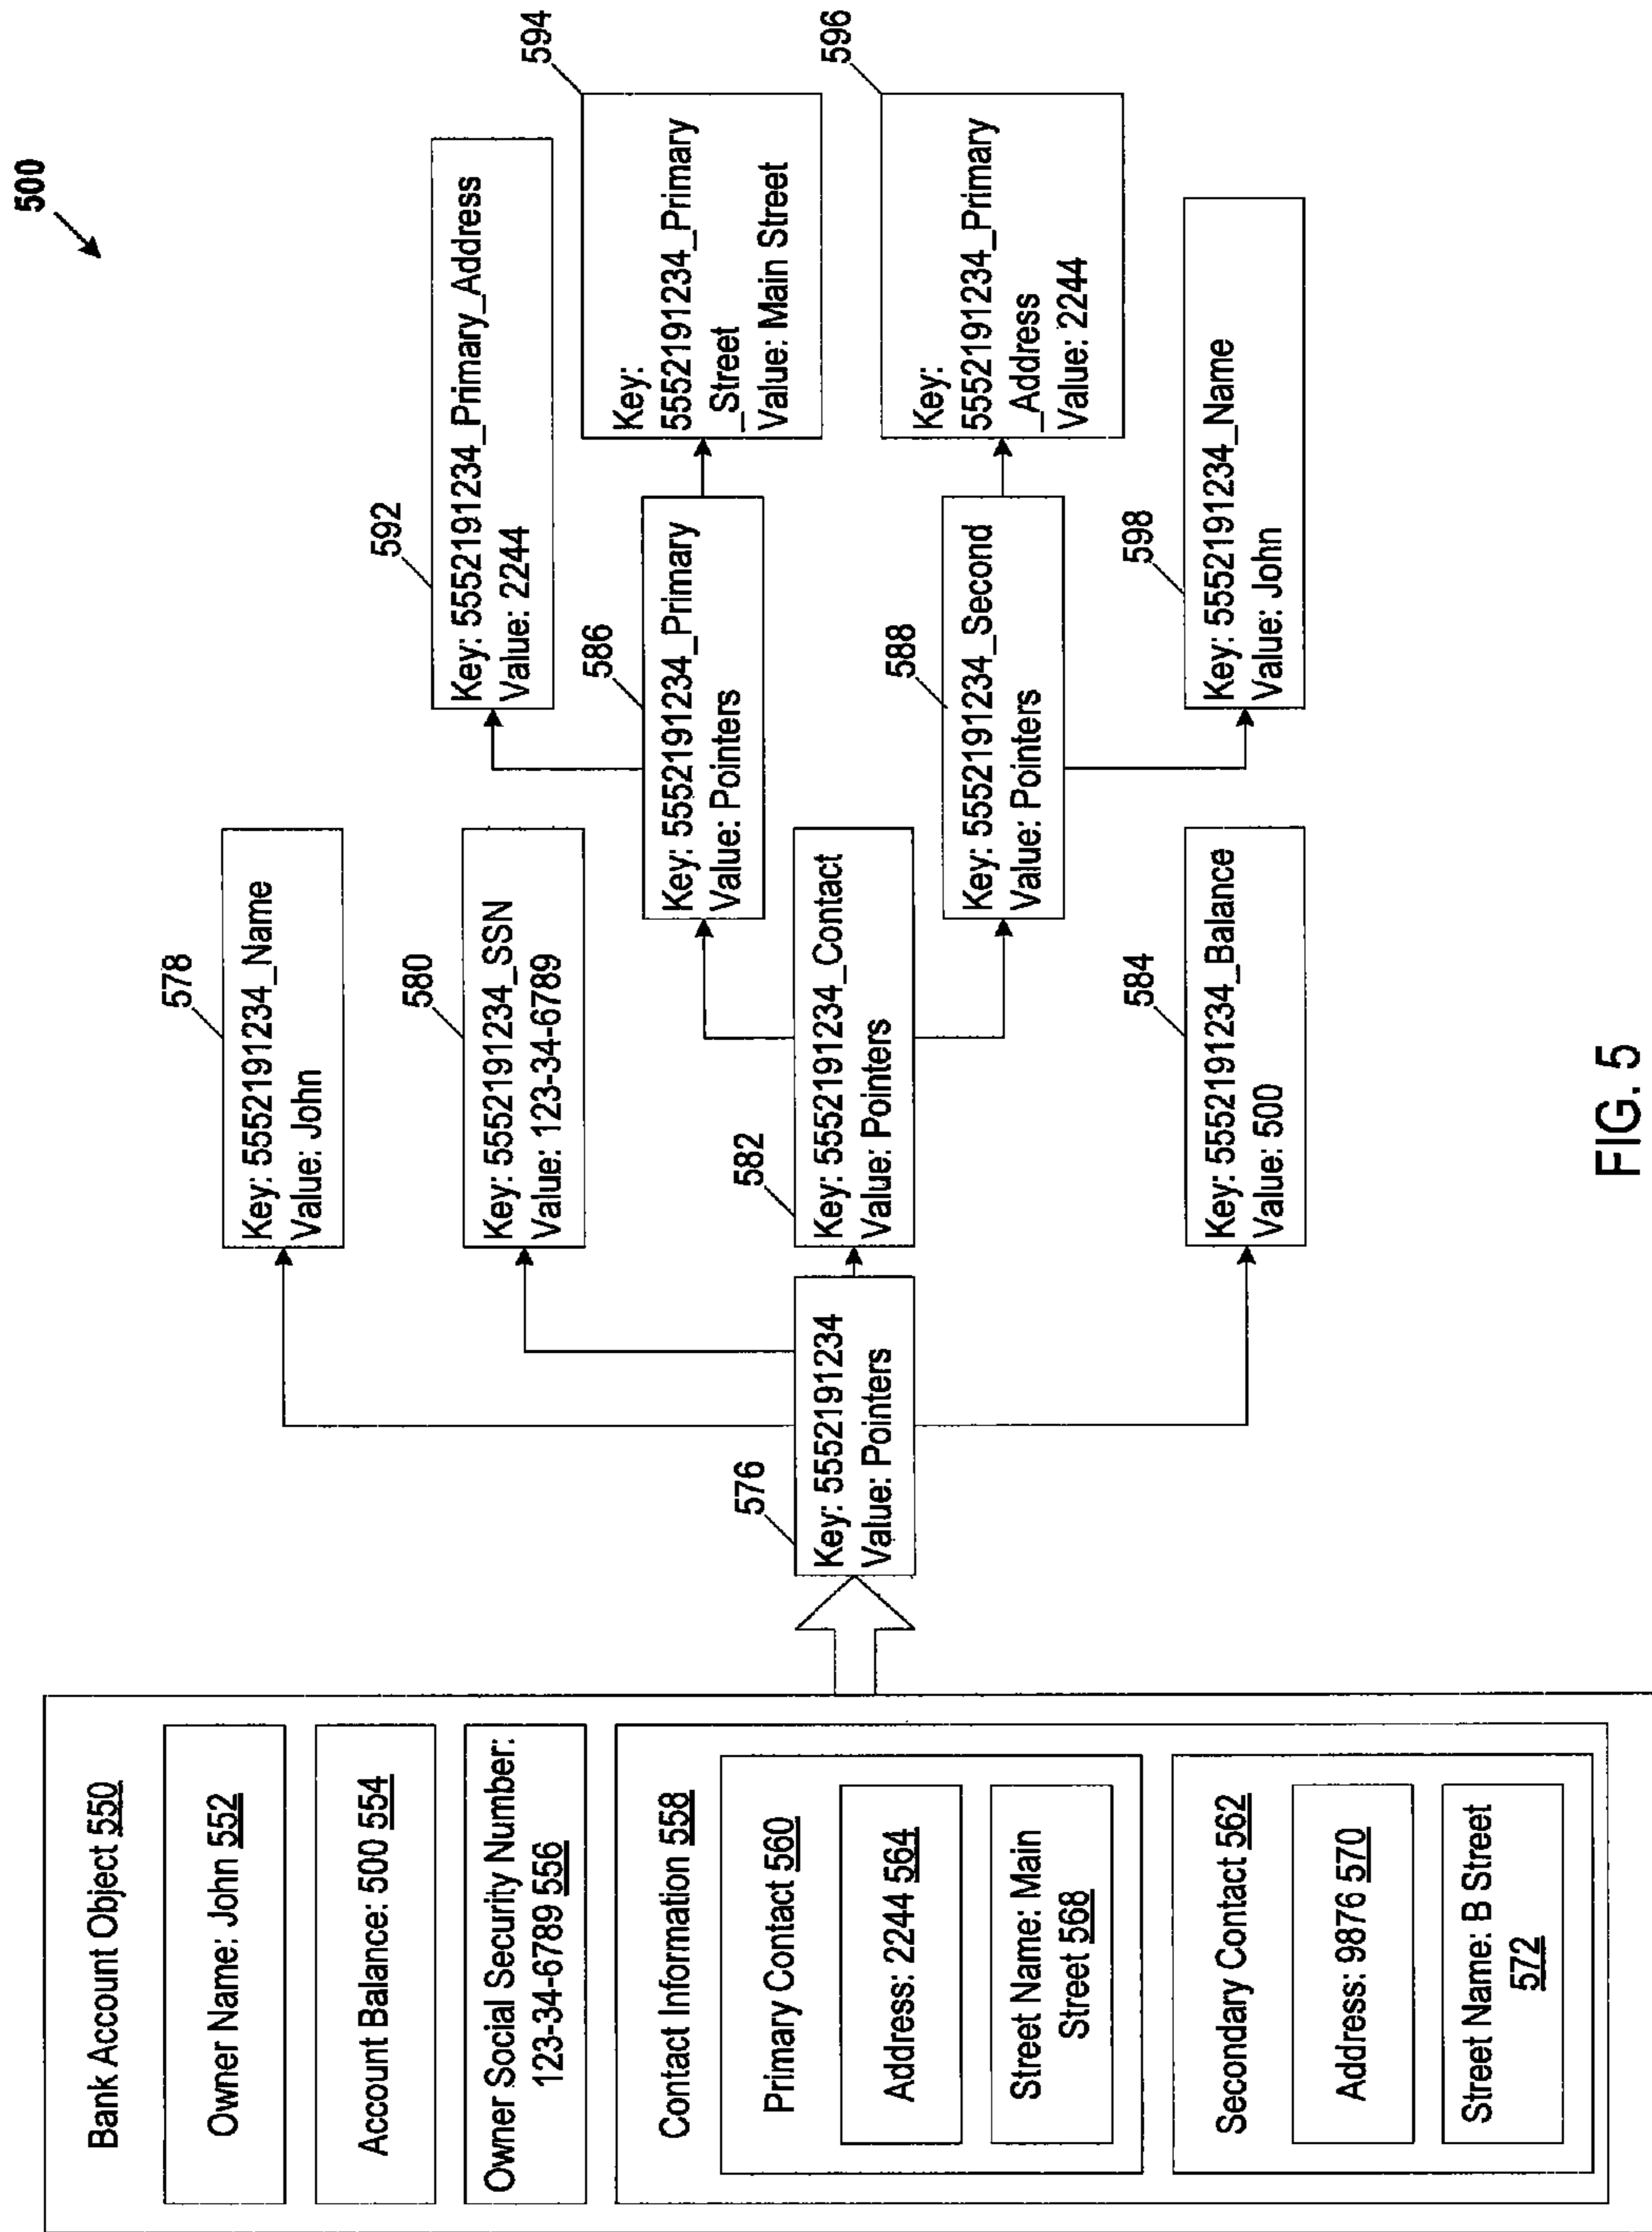 500
Bank Account Object 550
Owner Name: John 552
Account Balance: 500 554
Owner Social Security Number:
123-34-6789 556
Contact Information 558
Primary Contact 560
Address: 2244 564
Street Name: Main
Street 568
Secondary Contact 562
Address: 9876 570
Street Name: B Street
572
576
Key: 5552191234
Value: Pointers
578
Key: 5552191234_Name
Value: John
580
Key: 5552191234_SSN
Value: 123-34-6789
582
Key: 5552191234_Contact
Value: Pointers
584
Key: 5552191234_Balance
Value: 500
586
Key: 5552191234_Primary
Value: Pointers
588
Key: 5552191234_Second
Value: Pointers
592
Key: 5552191234_Primary_Address
Value: 2244
594
Key:
5552191234_Primary
_Street
Value: Main Street
596
Key:
5552191234_Primary
_Address
Value: 2244
598
Key: 5552191234_Name
Value: John
FIG. 5